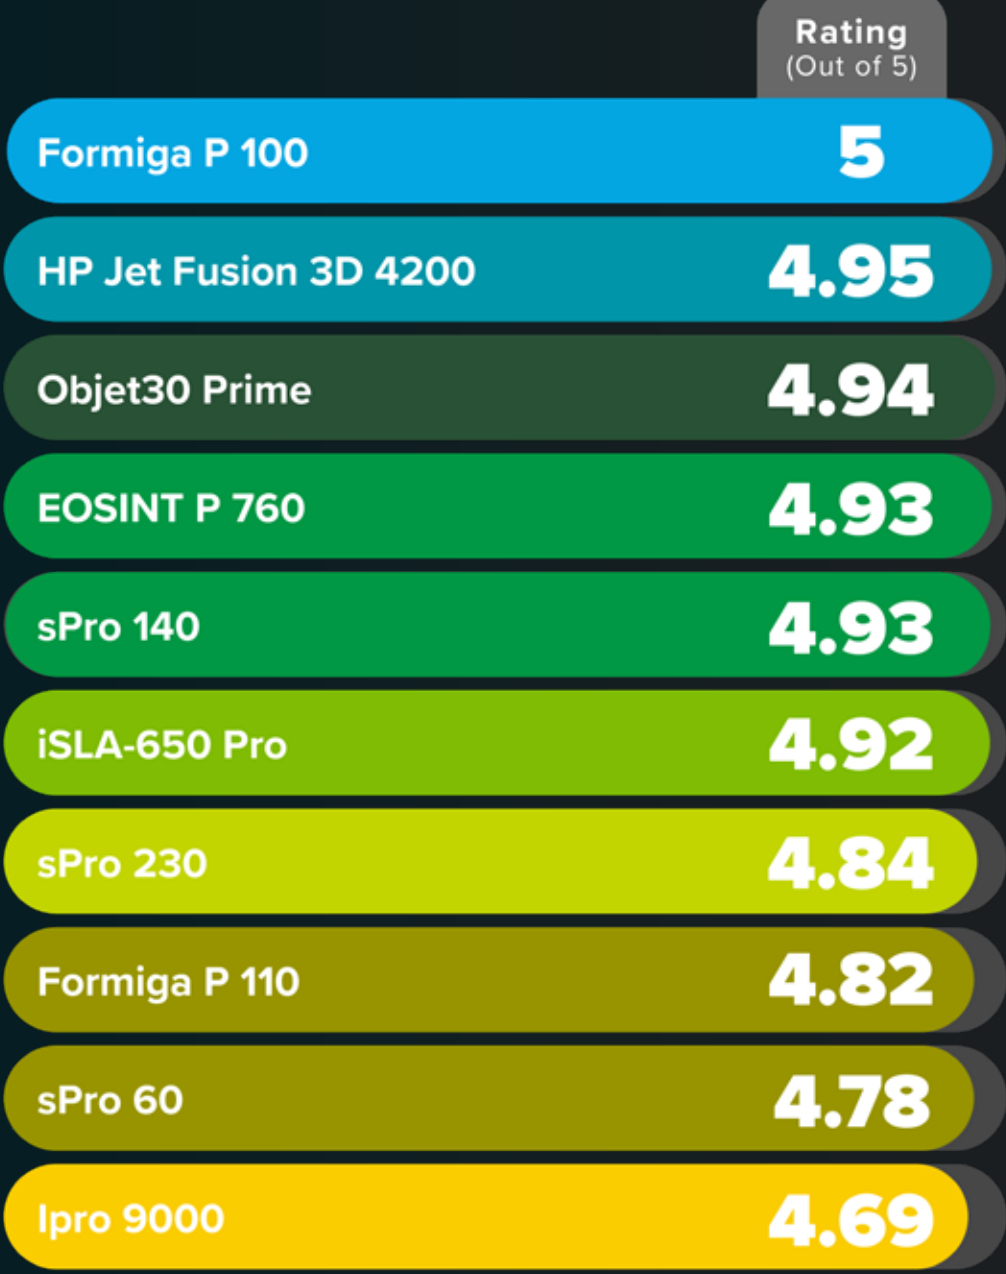 Rating
(Out of 5)
Formiga P 100 5
HP Jet Fusion 3D 4200 4.95
Objet30 Prime 4.94
EOSINT P 760 4.93
sPro 140 4.93
iSLA-650 Pro 4.92
sPro 230 4.84
Formiga P 110 4.82
sPro 60 4.78
Ipro 9000 4.69